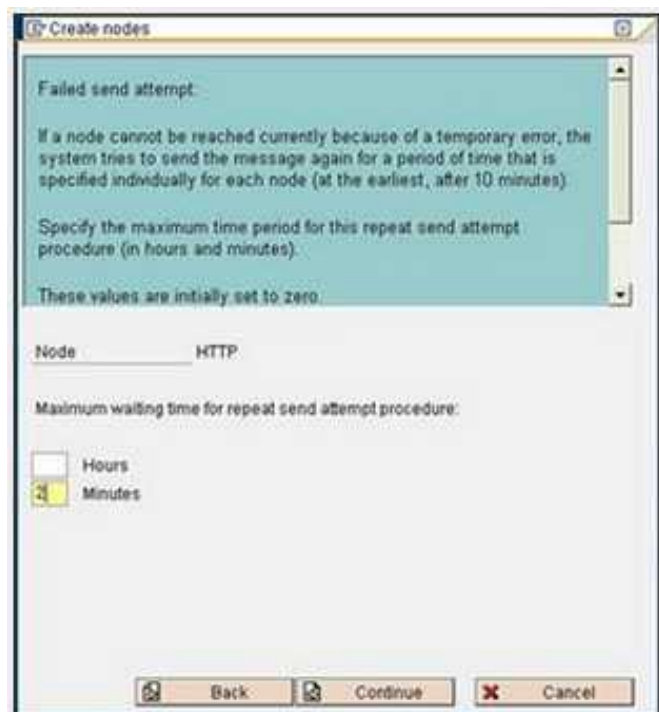 Create nodes
Failed send attempt:
If a node cannot be reached currently because of a temporary error, the
system tries to send the message again for a period of time that is
specified individually for each node (at the earliest, after 10 minutes).
Specify the maximum time period for this repeat send attempt
procedure (in hours and minutes).
These values are initially set to zero.
Node HTTP
Maximum waiting time for repeat send attempt procedure:
Hours
2 Minutes
Back Continue Cancel